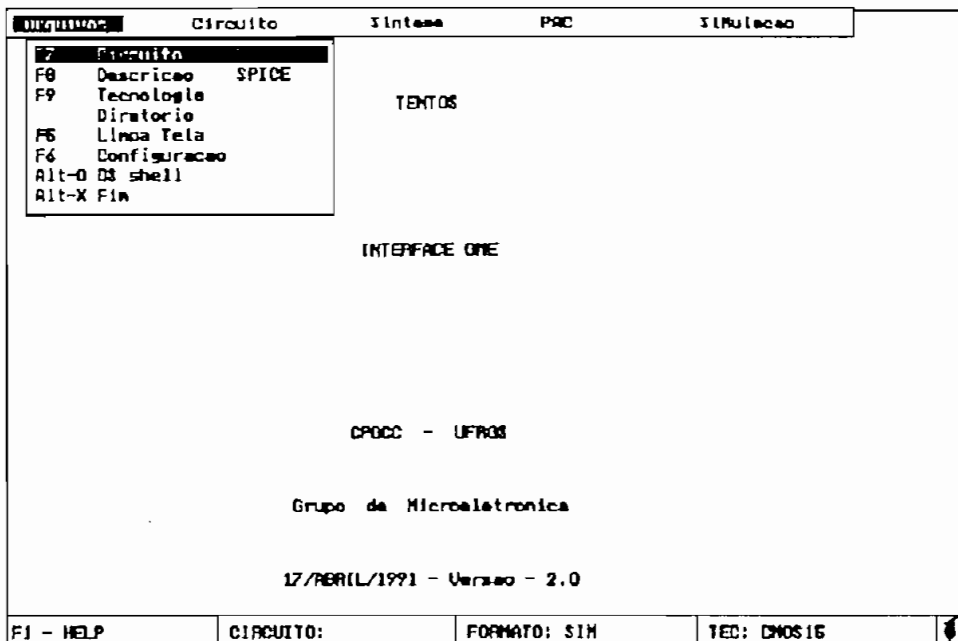 Arquivos Circuito Sintese PAC SiMulacao
F7 Circuito
F8 Descricao SPICE
F9 Tecnologia
Diretorio
F5 Limpa Tela
F6 Configuracao
Alt-O OS shell
Alt-X Fim
TENTOS
INTERFACE GME
CPGCC - UFRGS
Grupo de Microeletronica
17/ABRIL/1991 - Versao - 2.0
F1 - HELP CIRCUITO: FORMATO: SIM TEC: CMOS15